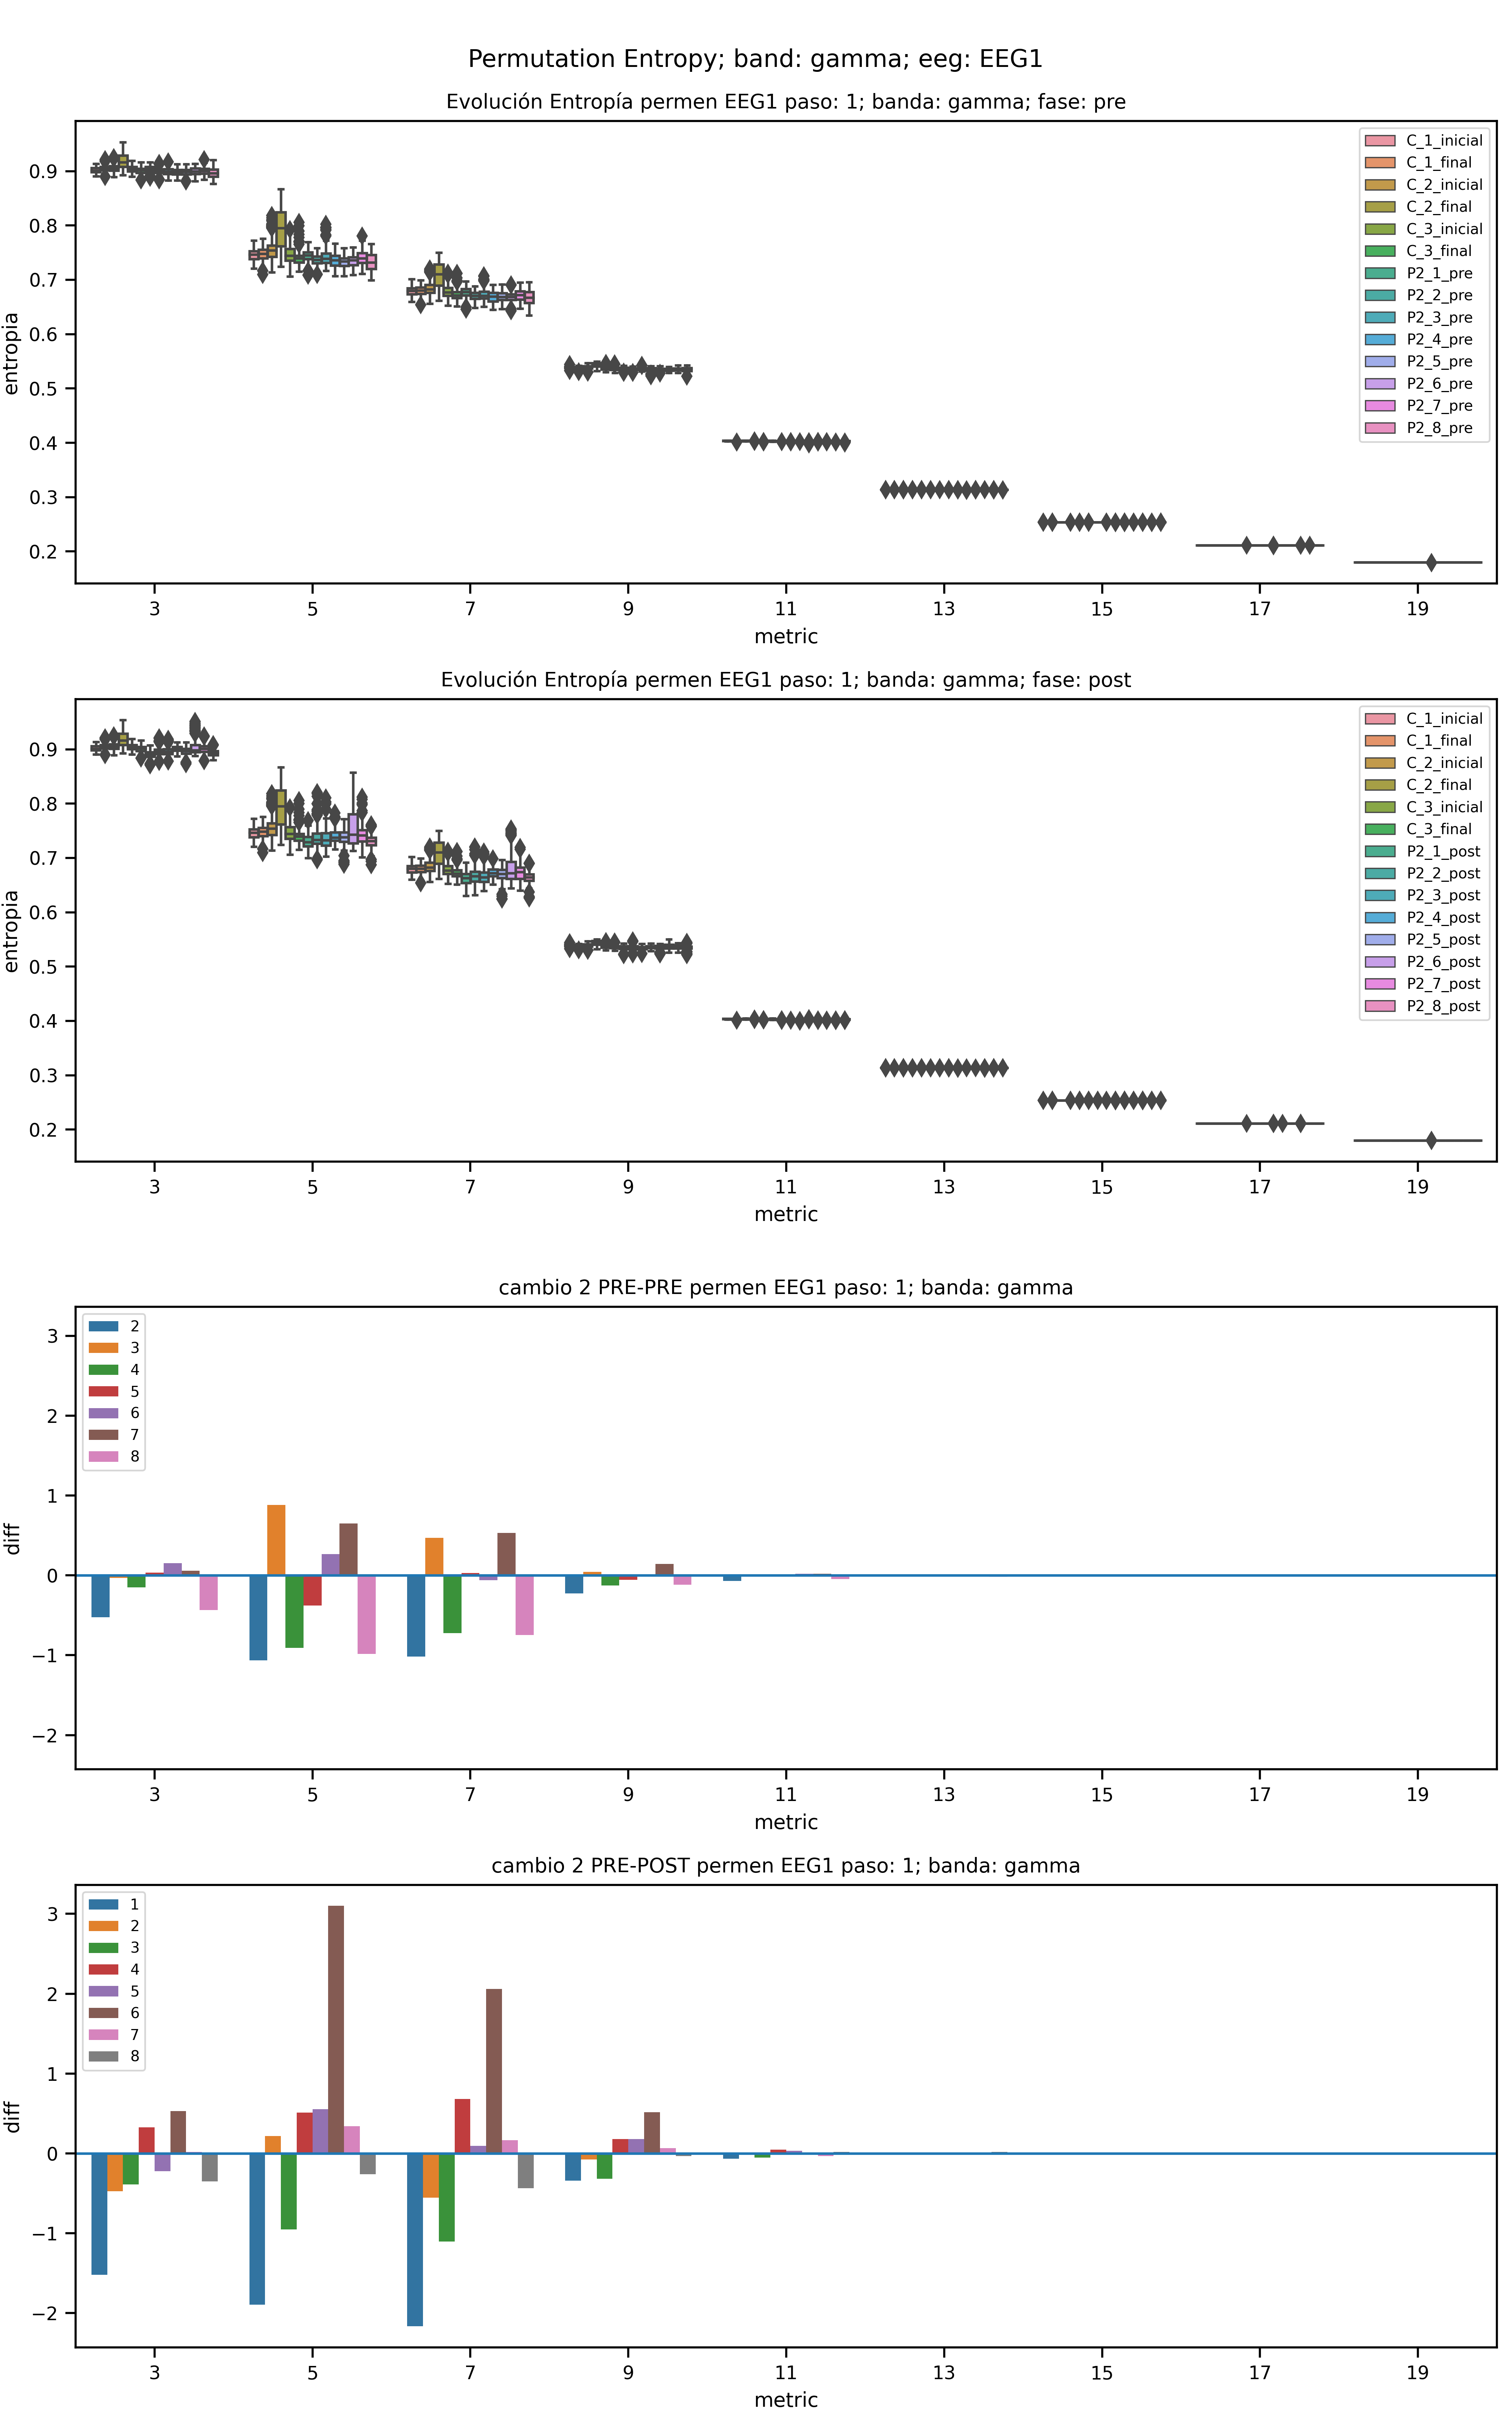 Permutation Entropy; band: gamma; eeg: EEG1
Evolución Entropía permen EEG1 paso: 1; banda: gamma; fase: pre
entropia
0.9
0.8
0.7
0.6
0.5
0.4
0.3
0.2
C_1_inicial
C_1_final
C_2_inicial
C_2_final
C_3_inicial
C_3_final
P2_1_pre
P2_2_pre
P2_3_pre
P2_4_pre
P2_5_pre
P2_6_pre
P2_7_pre
P2_8_pre
3 5 7 9 11 13 15 17 19
metric
Evolución Entropía permen EEG1 paso: 1; banda: gamma; fase: post
entropia
0.9
0.8
0.7
0.6
0.5
0.4
0.3
0.2
C_1_inicial
C_1_final
C_2_inicial
C_2_final
C_3_inicial
C_3_final
P2_1_post
P2_2_post
P2_3_post
P2_4_post
P2_5_post
P2_6_post
P2_7_post
P2_8_post
3 5 7 9 11 13 15 17 19
metric
cambio 2 PRE-PRE permen EEG1 paso: 1; banda: gamma
diff
3
2
1
0
−1
−2
2
3
4
5
6
7
8
3 5 7 9 11 13 15 17 19
metric
cambio 2 PRE-POST permen EEG1 paso: 1; banda: gamma
diff
3
2
1
0
−1
−2
1
2
3
4
5
6
7
8
3 5 7 9 11 13 15 17 19
metric